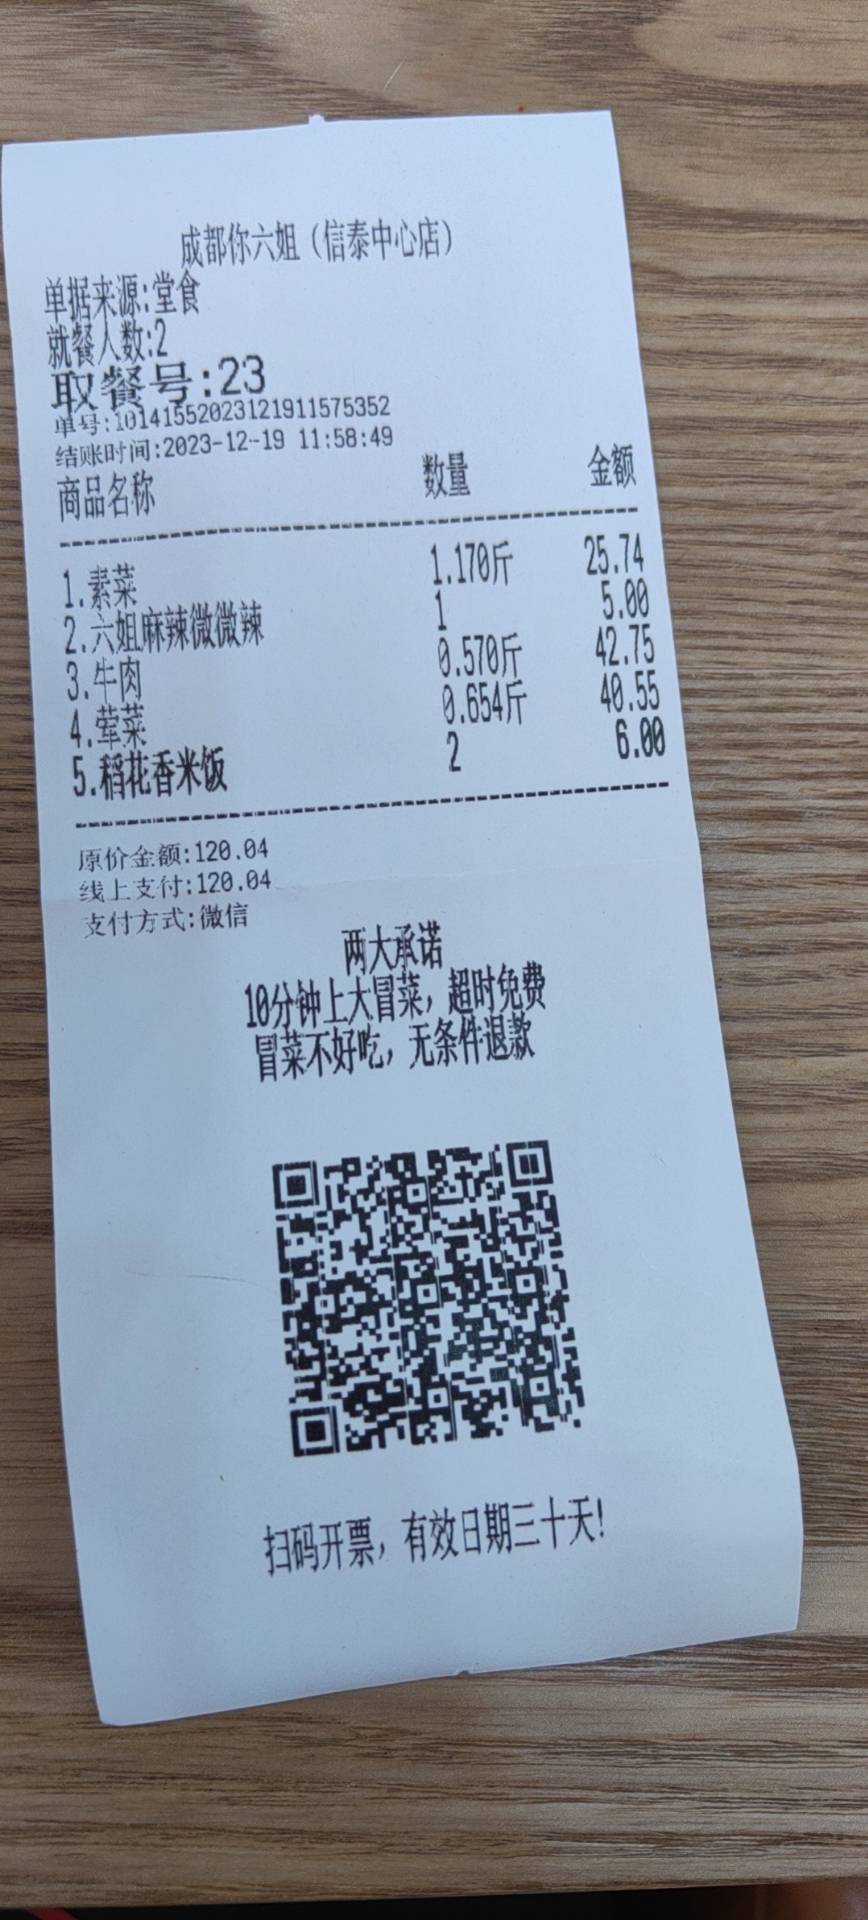 成都你六姐（信泰中心店）
单据来源:堂食
就餐人数:2
取餐号:23
单号:10141552023121911575352
结账时间:2023-12-19 11:58:49
商品名称 数量 金额
1.素菜 1.170斤 25.74
2.六姐麻辣微微辣 1 5.00
3.牛肉 0.570斤 42.75
4.荤菜 0.654斤 40.55
5.稻花香米饭 2 6.00
原价金额:120.04
线上支付:120.04
支付方式:微信
两大承诺
10分钟上大冒菜，超时免费
冒菜不好吃，无条件退款
扫码开票，有效日期三十天!